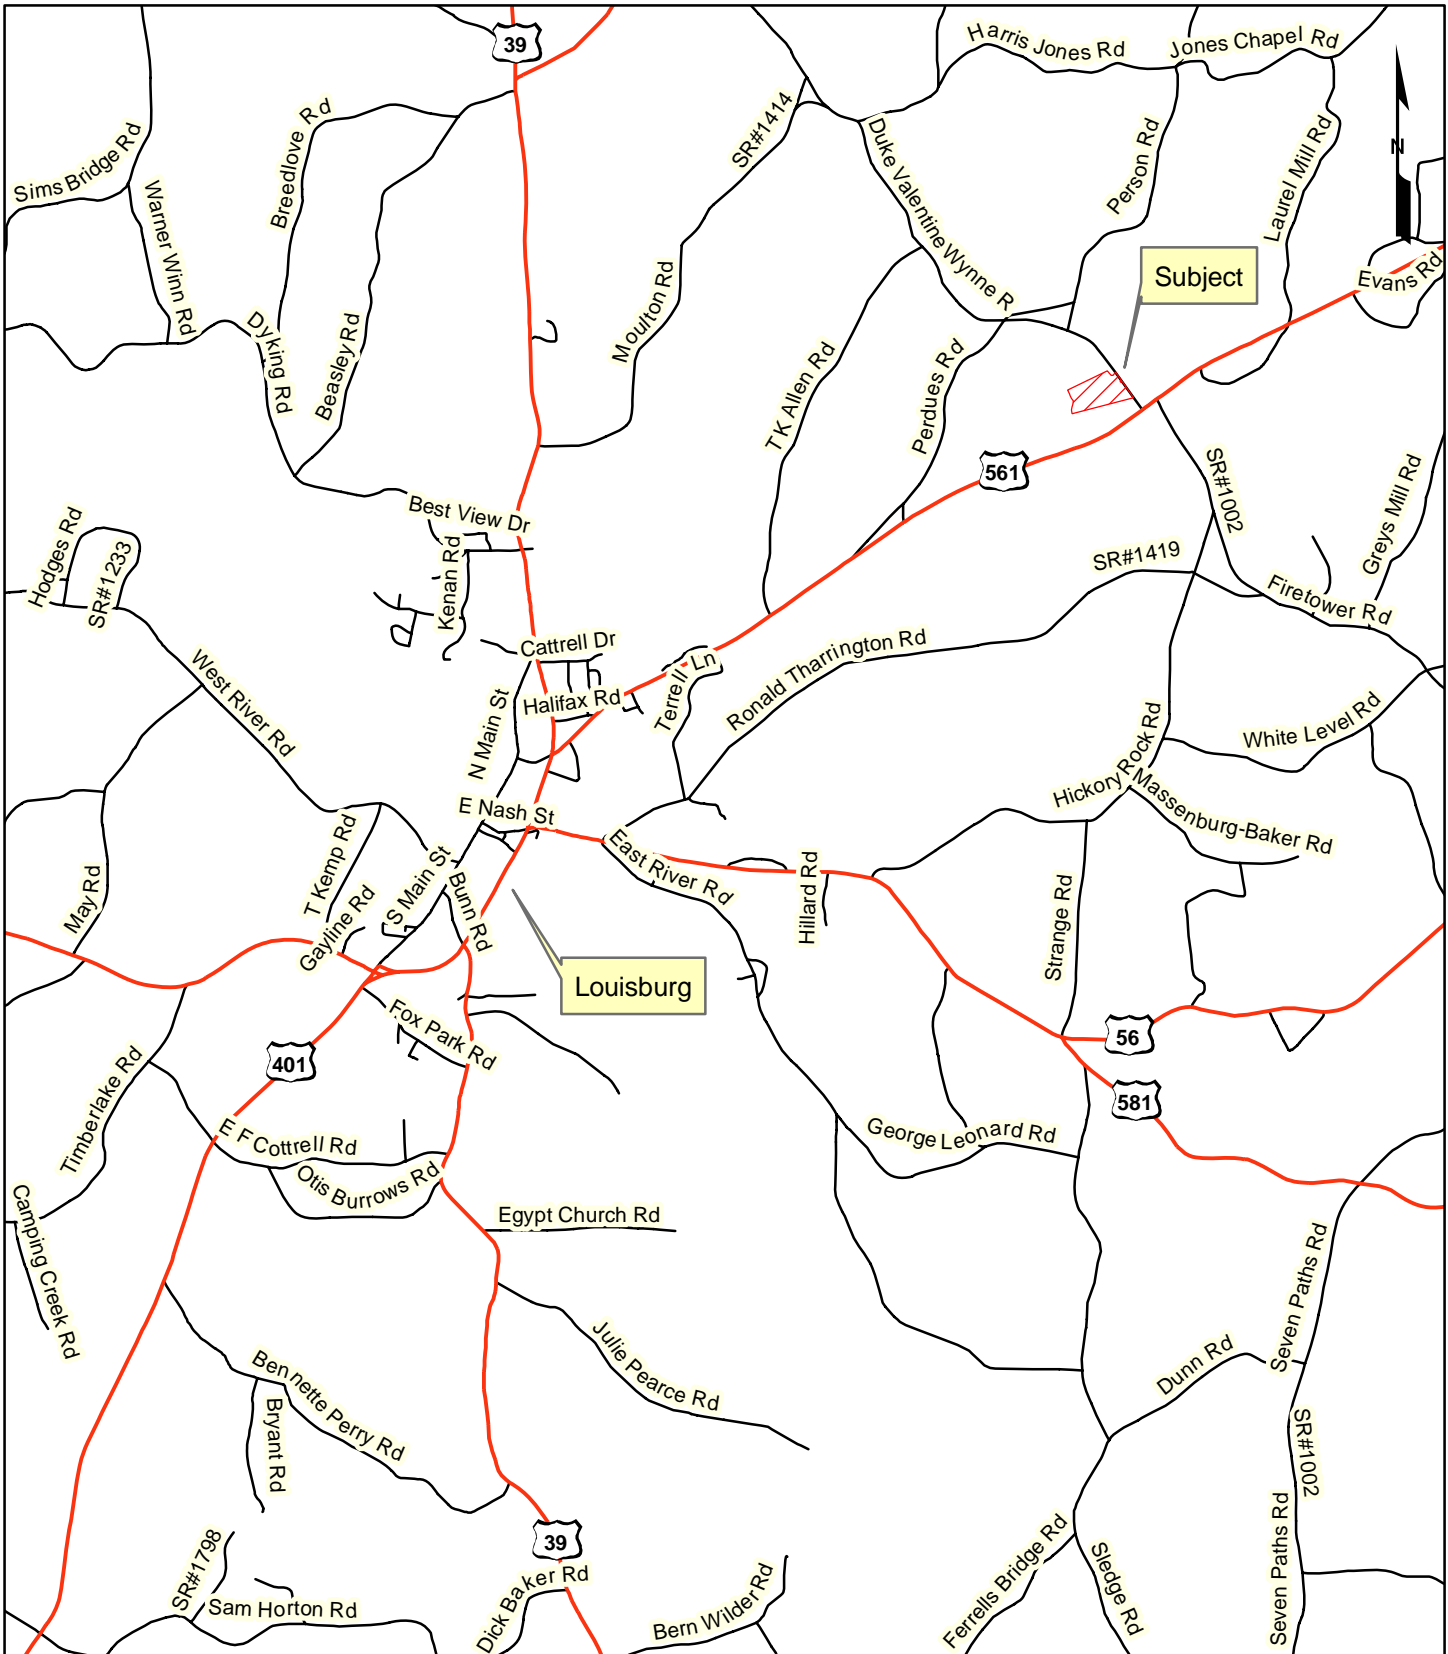 39
Harris Jones Rd
Jones Chapel Rd
Breedlove Rd
SR#1414
Sims Bridge Rd
Duke Valentine Wynne R
Person Rd
Laurel Mill Rd
N
Warner Winn Rd
Subject
Evans Rd
Moulton Rd
Dyking Rd
Beasley Rd
T K Allen Rd
Perdues Rd
561
SR#1002
Greys Mill Rd
Best View Dr
Hodges Rd
SR#1233
Kenan Rd
SR#1419
Firetower Rd
Cattrell Dr
Terrell Ln
Ronald Tharrington Rd
West River Rd
N Main St
Halifax Rd
White Level Rd
Hickory Rock Rd
Massenburg-Baker Rd
E Nash St
East River Rd
T Kemp Rd
S Main St
Hillard Rd
May Rd
Bunn Rd
Gayline Rd
Strange Rd
Louisburg
Fox Park Rd
56
401
581
Timberlake Rd
E F Cottrell Rd
George Leonard Rd
Otis Burrows Rd
Camping Creek Rd
Egypt Church Rd
Seven Paths Rd
Julie Pearce Rd
Dunn Rd
Bennette Perry Rd
Bryant Rd
SR#1002
39
SR#1798
Sam Horton Rd
Dick Baker Rd
Bern Wilder Rd
Ferrells Bridge Rd
Sledge Rd
Seven Paths Rd